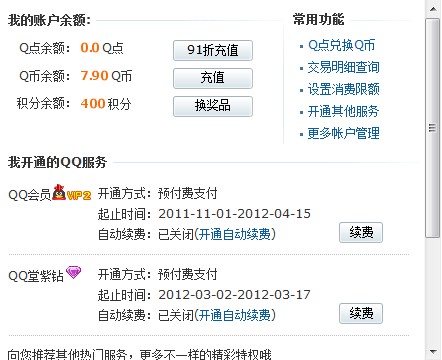 我的账户余额:
Q点余额： 0.0 Q点 91折充值
Q币余额： 7.90 Q币 充值
积分余额： 400 积分 换奖品
常用功能
Q点兑换Q币
交易明细查询
设置消费限额
开通其他服务
更多帐户管理
我开通的QQ服务
QQ会员 VIP2 开通方式： 预付费支付
起止时间： 2011-11-01-2012-04-15
自动续费： 已关闭(开通自动续费) 续费
QQ堂紫钻 开通方式： 预付费支付
起止时间： 2012-03-02-2012-03-17
自动续费： 已关闭(开通自动续费) 续费
向您推荐其他热门服务，更多不一样的精彩特权哦